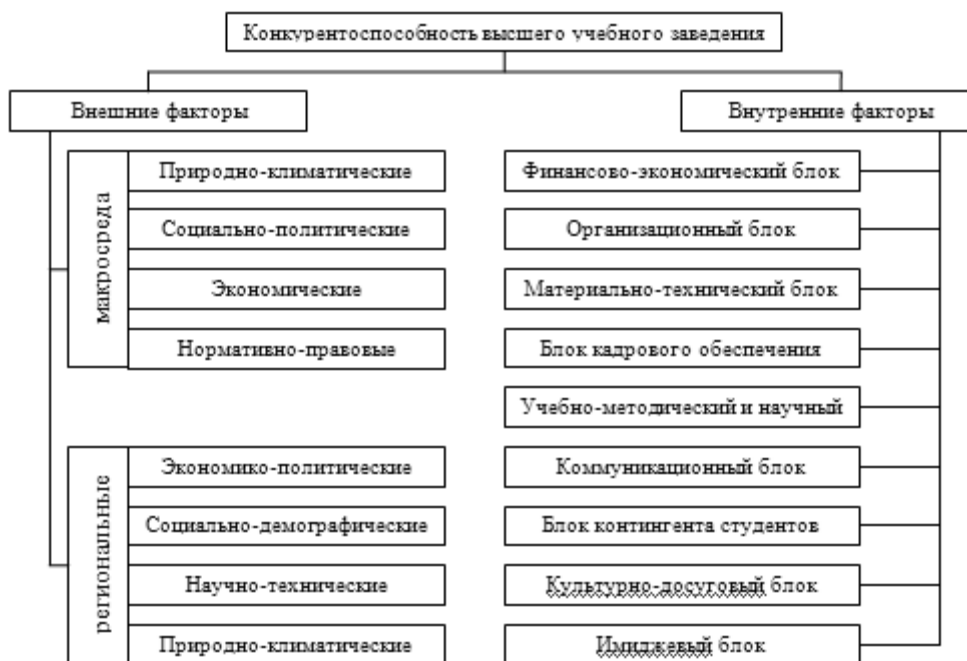 Конкурентоспособность высшего учебного заведения
Внешние факторы
Внутренние факторы
макросреда
Природно-климатические
Социально-политические
Экономические
Нормативно-правовые
региональные
Экономико-политические
Социально-демографические
Научно-технические
Природно-климатические
Финансово-экономический блок
Организационный блок
Материально-технический блок
Блок кадрового обеспечения
Учебно-методический и научный
Коммуникационный блок
Блок контингента студентов
Культурно-досуговый блок
Имиджевый блок